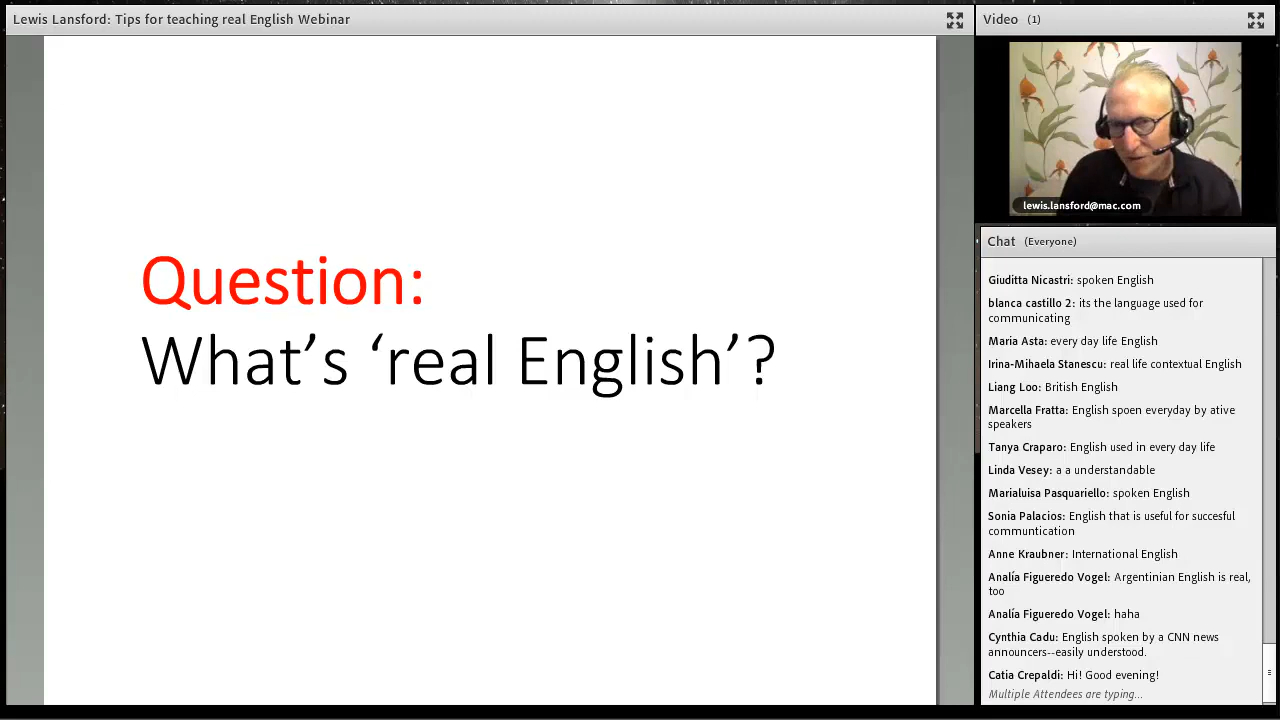 Lewis Lansford: Tips for teaching real English Webinar
Question:
What's ‘real English’?
Video (1)
lewis.lansford@mac.com
Chat (Everyone)
Giuditta Nicastri: spoken English
blanca castillo 2: its the language used for
communicating
Maria Asta: every day life English
Irina-Mihaela Stanescu: real life contextual English
Liang Loo: British English
Marcella Fratta: English spoen everyday by ative
speakers
Tanya Craparo: English used in every day life
Linda Vesey: a a understandable
Marialuisa Pasquariello: spoken English
Sonia Palacios: English that is useful for succesful
communtication
Anne Kraubner: International English
Analía Figueredo Vogel: Argentinian English is real,
too
Analía Figueredo Vogel: haha
Cynthia Cadu: English spoken by a CNN news
announcers--easily understood.
Catia Crepaldi: Hi! Good evening!
Multiple Attendees are typing...